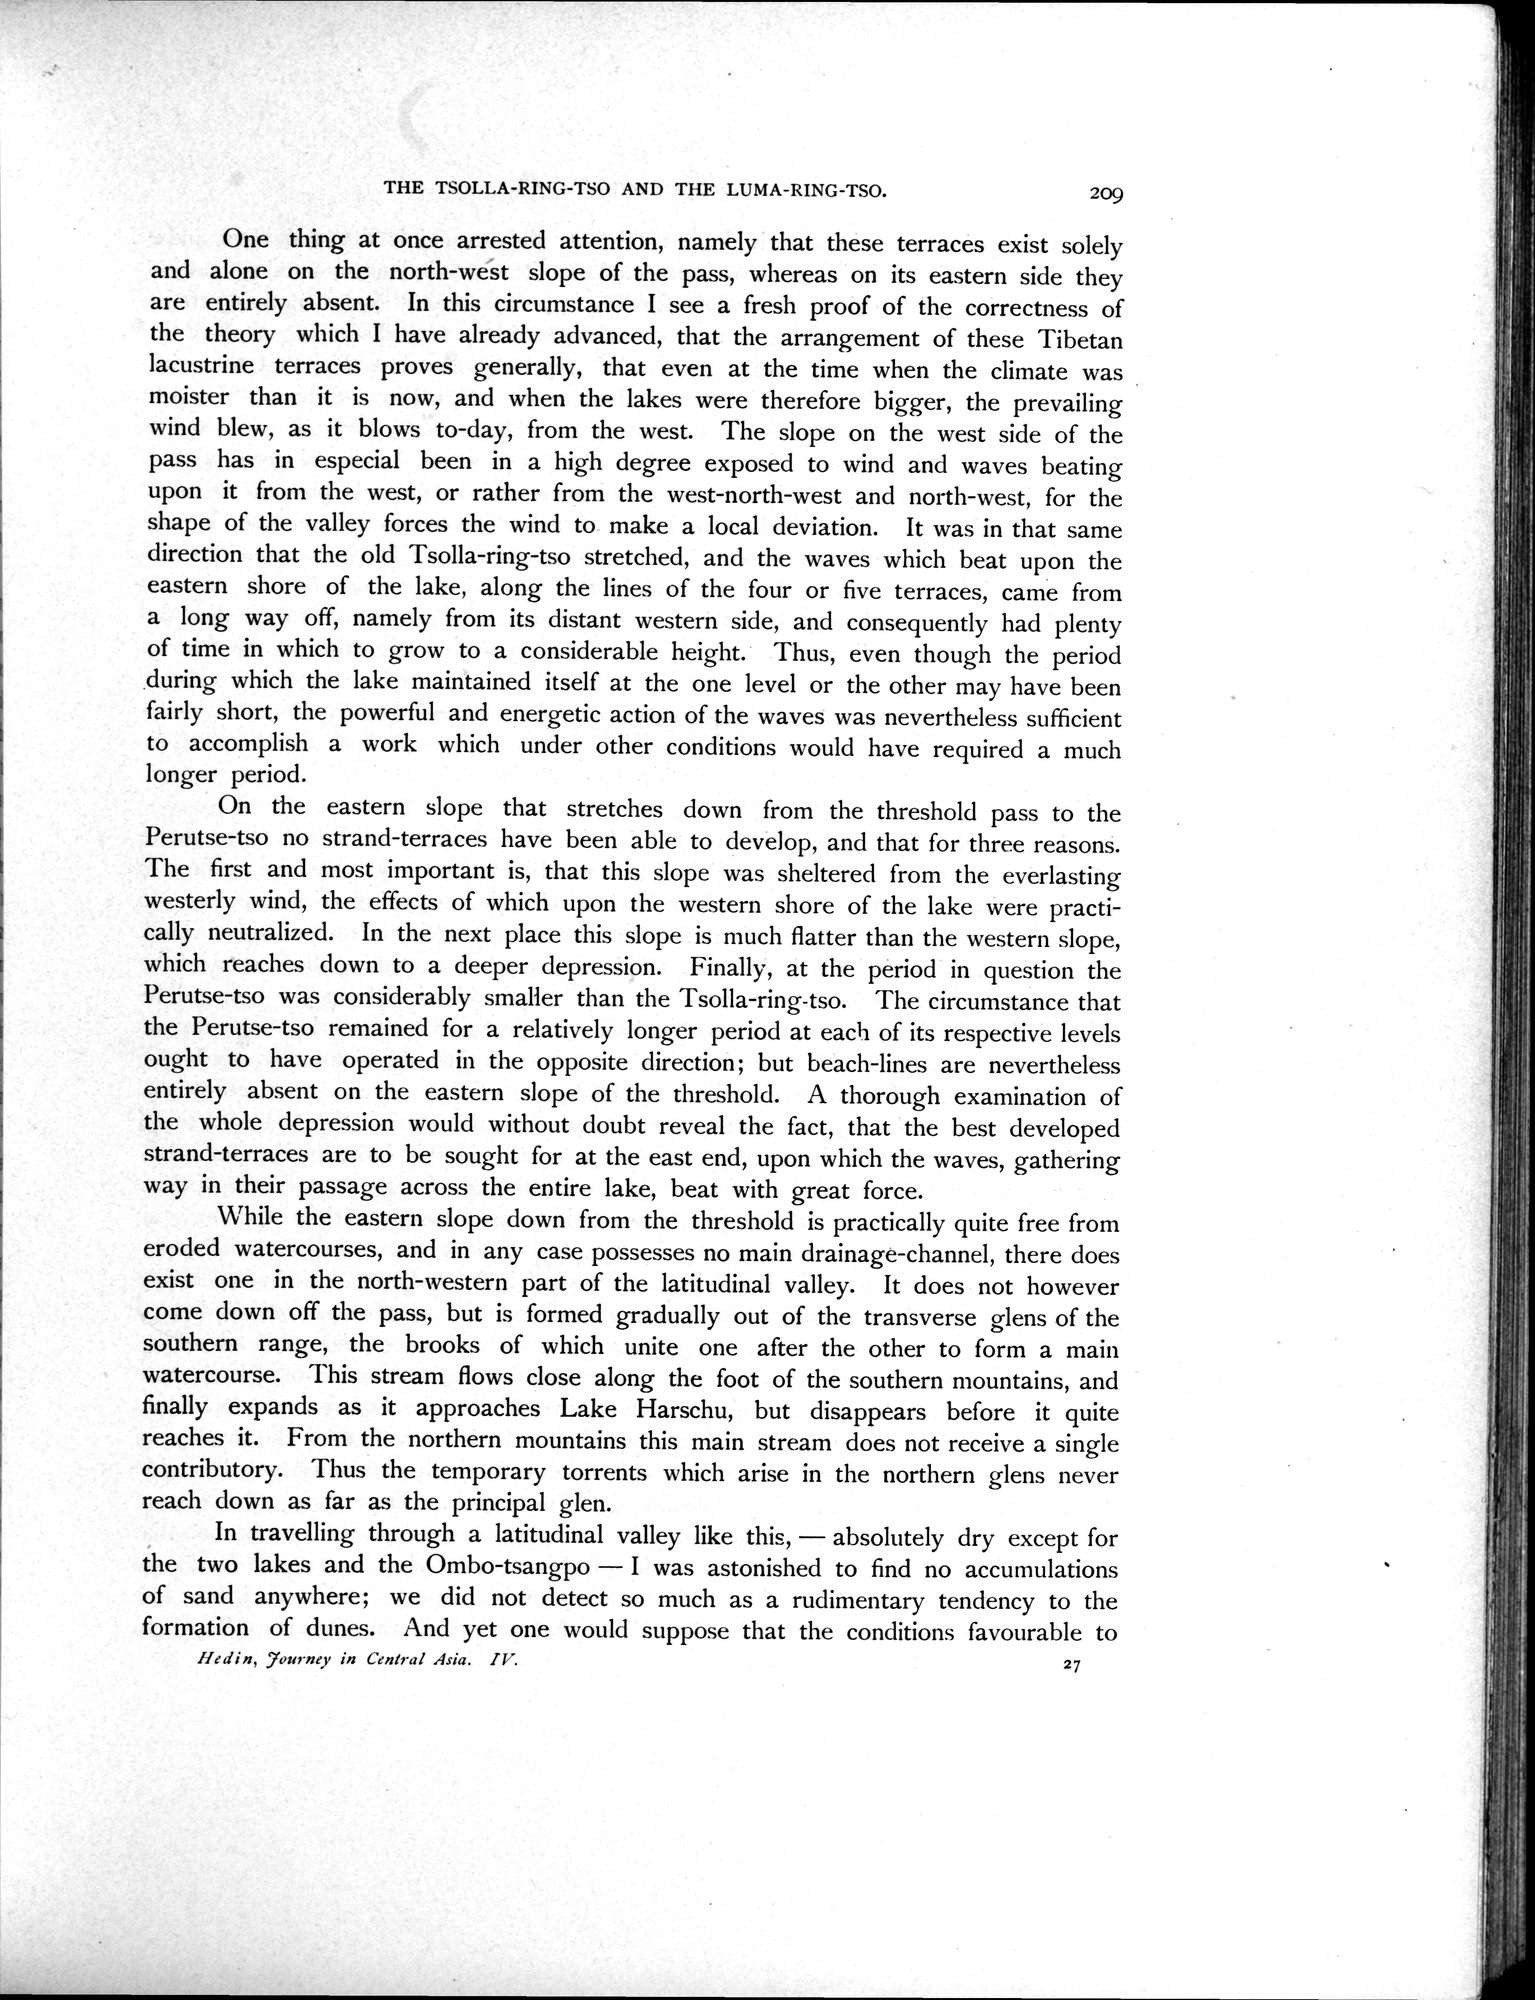 THE TSOLLA-RING-TSO AND THE LUMA-RING-TSO. 209
One thing at once arrested attention, namely that these terraces exist solely
and alone on the north-west slope of the pass, whereas on its eastern side they
are entirely absent. In this circumstance I see a fresh proof of the correctness of
the theory which I have already advanced, that the arrangement of these Tibetan
lacustrine terraces proves generally, that even at the time when the climate was
moister than it is now, and when the lakes were therefore bigger, the prevailing
wind blew, as it blows to-day, from the west. The slope on the west side of the
pass has in especial been in a high degree exposed to wind and waves beating
upon it from the west, or rather from the west-north-west and north-west, for the
shape of the valley forces the wind to make a local deviation. It was in that same
direction that the old Tsolla-ring-tso stretched, and the waves which beat upon the
eastern shore of the lake, along the lines of the four or five terraces, came from
a long way off, namely from its distant western side, and consequently had plenty
of time in which to grow to a considerable height. Thus, even though the period
during which the lake maintained itself at the one level or the other may have been
fairly short, the powerful and energetic action of the waves was nevertheless sufficient
to accomplish a work which under other conditions would have required a much
longer period.
On the eastern slope that stretches down from the threshold pass to the
Perutse-tso no strand-terraces have been able to develop, and that for three reasons.
The first and most important is, that this slope was sheltered from the everlasting
westerly wind, the effects of which upon the western shore of the lake were practi-
cally neutralized. In the next place this slope is much flatter than the western slope,
which reaches down to a deeper depression. Finally, at the period in question the
Perutse-tso was considerably smaller than the Tsolla-ring-tso. The circumstance that
the Perutse-tso remained for a relatively longer period at each of its respective levels
ought to have operated in the opposite direction; but beach-lines are nevertheless
entirely absent on the eastern slope of the threshold. A thorough examination of
the whole depression would without doubt reveal the fact, that the best developed
strand-terraces are to be sought for at the east end, upon which the waves, gathering
way in their passage across the entire lake, beat with great force.
While the eastern slope down from the threshold is practically quite free from
eroded watercourses, and in any case possesses no main drainage-channel, there does
exist one in the north-western part of the latitudinal valley. It does not however
come down off the pass, but is formed gradually out of the transverse glens of the
southern range, the brooks of which unite one after the other to form a main
watercourse. This stream flows close along the foot of the southern mountains, and
finally expands as it approaches Lake Harschu, but disappears before it quite
reaches it. From the northern mountains this main stream does not receive a single
contributory. Thus the temporary torrents which arise in the northern glens never
reach down as far as the principal glen.
In travelling through a latitudinal valley like this, — absolutely dry except for
the two lakes and the Ombo-tsangpo — I was astonished to find no accumulations
of sand anywhere; we did not detect so much as a rudimentary tendency to the
formation of dunes. And yet one would suppose that the conditions favourable to
Hedin, Journey in Central Asia. IV. 27